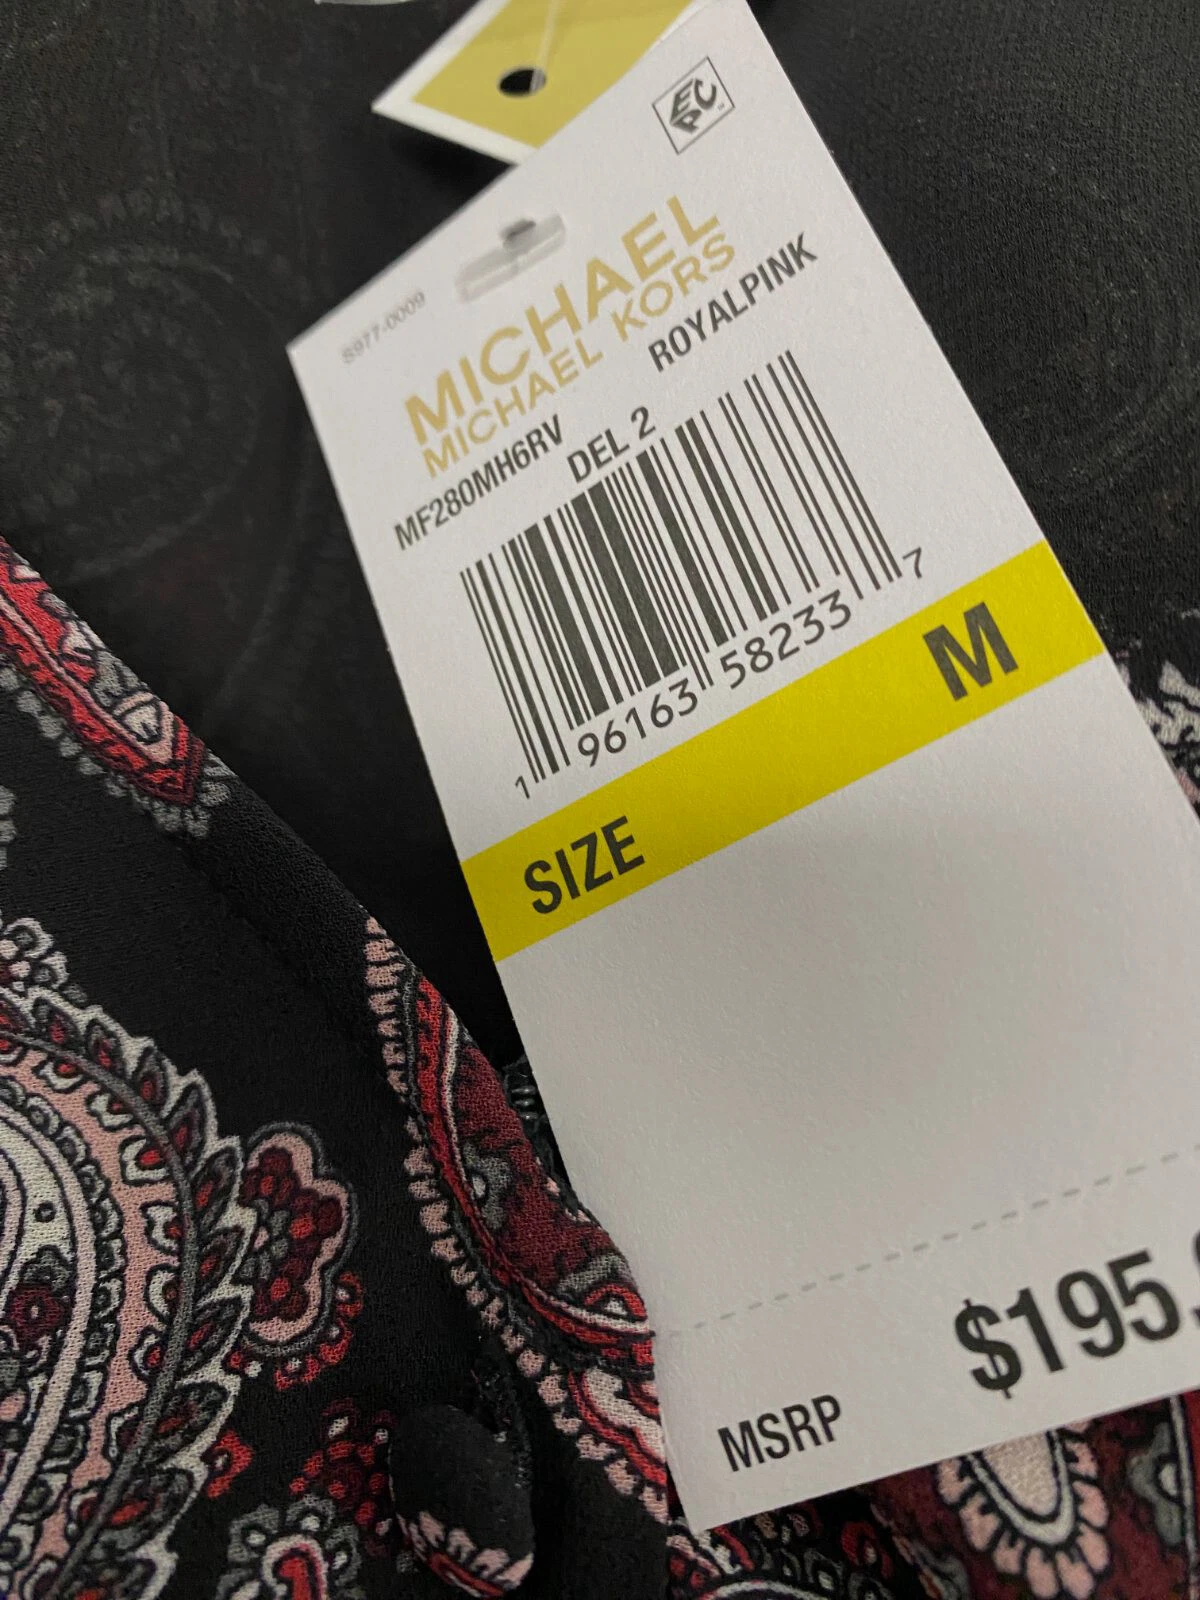 EPC
S977-0009
MICHAEL
MICHAEL KORS
MF280MH6RV ROYALPINK
DEL 2
1 96163 58233 7
SIZE M
MSRP $195.